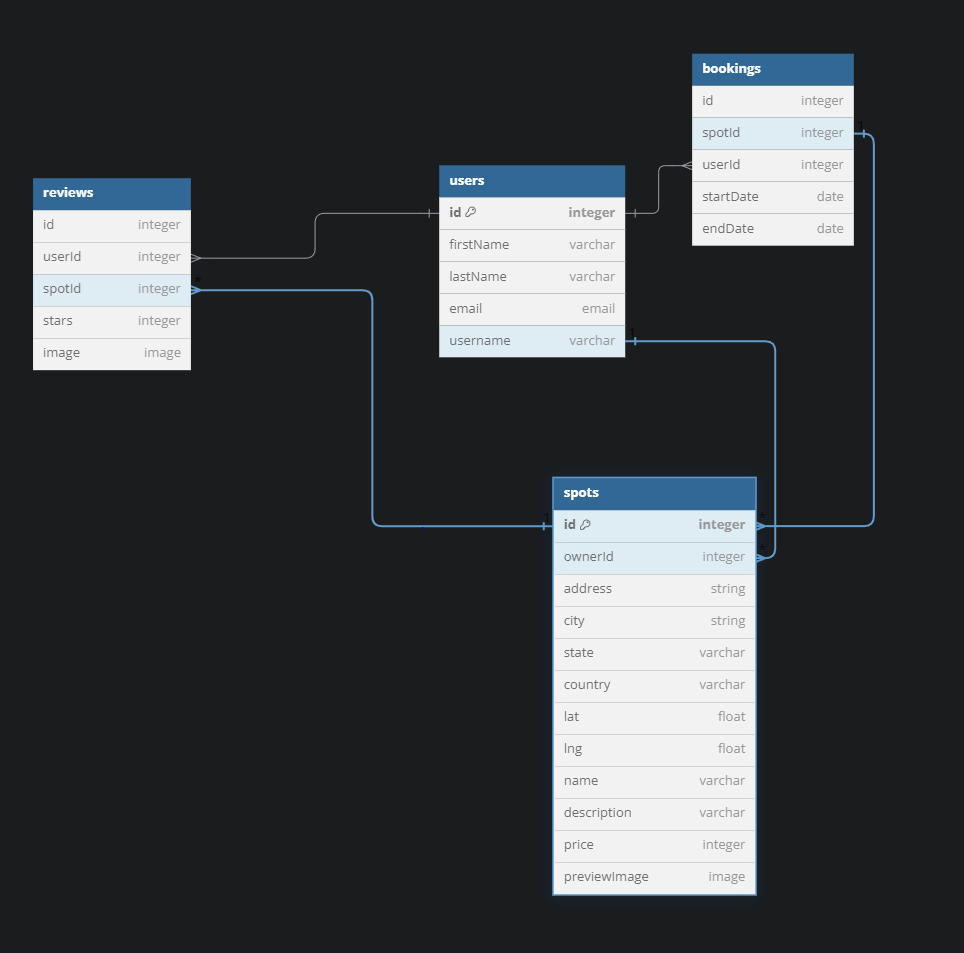 bookings
id integer
spotId integer
userId integer
startDate date
endDate date
reviews
id integer
userId integer
spotId integer
stars integer
image image
users
id integer
firstName varchar
lastName varchar
email email
username varchar
spots
id integer
ownerId integer
address string
city string
state varchar
country varchar
lat float
lng float
name varchar
description varchar
price integer
previewImage image
1
*
1
*